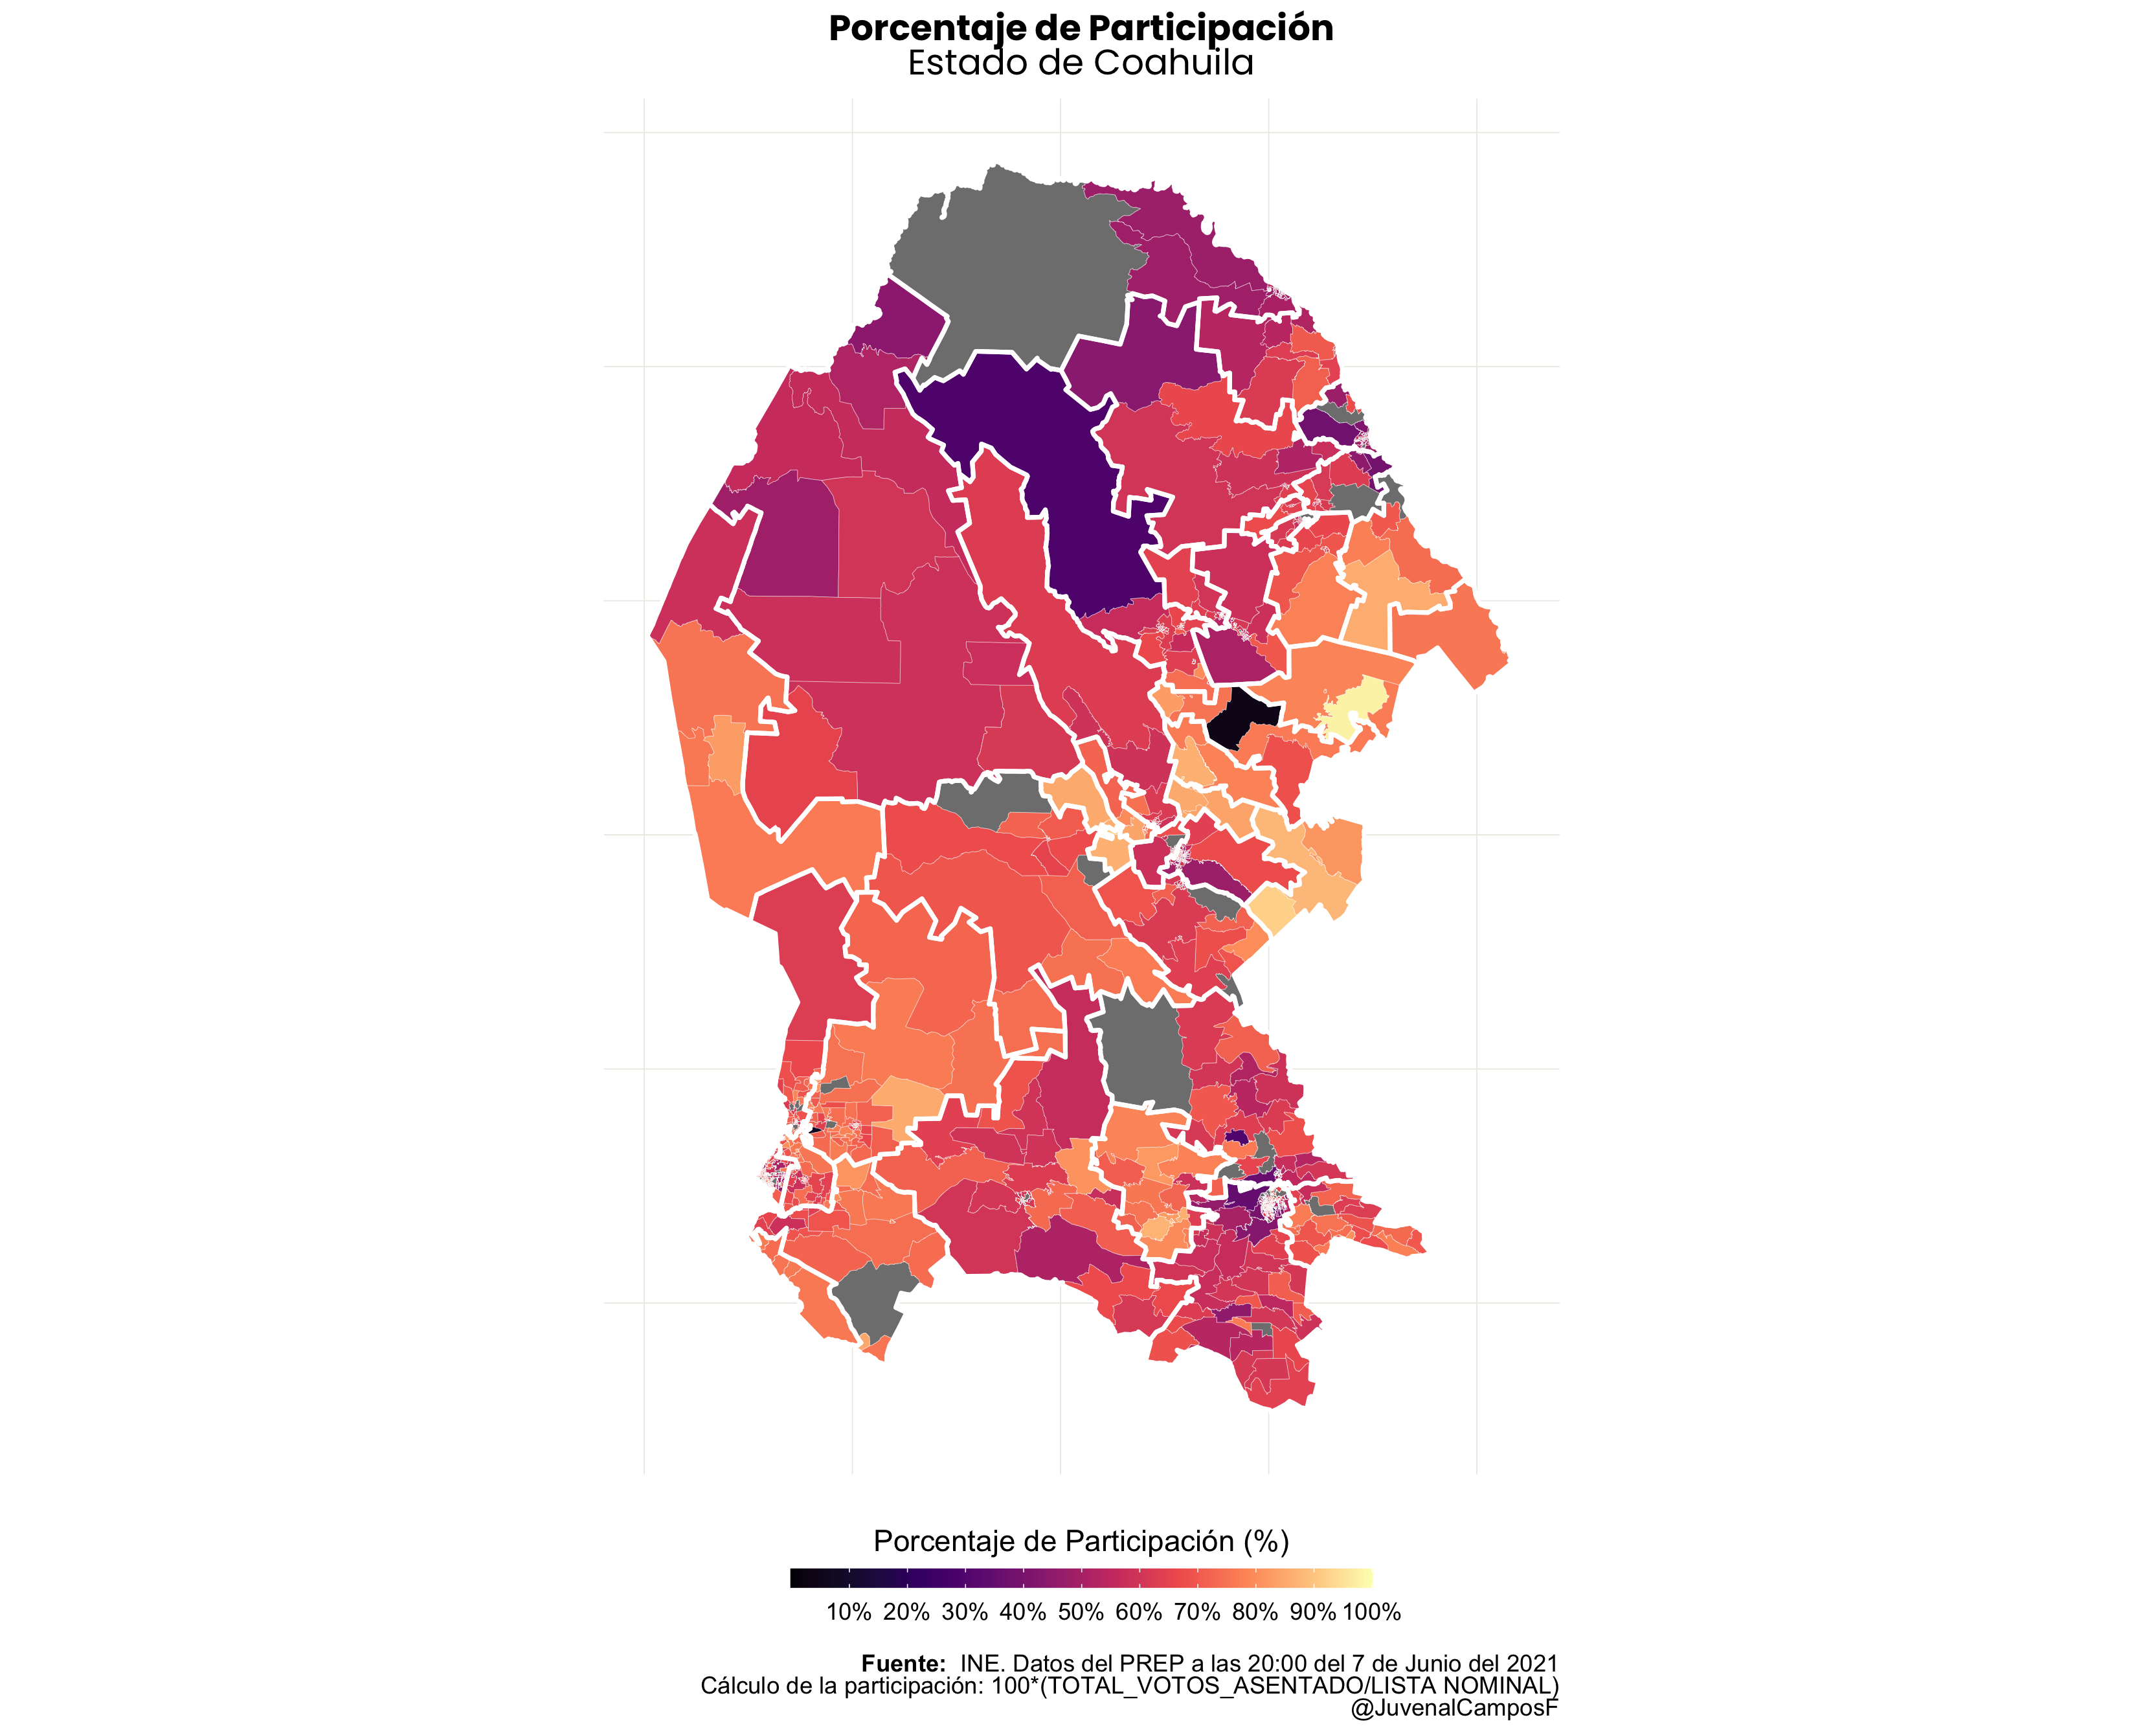 Porcentaje de Participación
Estado de Coahuila
Porcentaje de Participación (%)
10% 20% 30% 40% 50% 60% 70% 80% 90% 100%
Fuente: INE. Datos del PREP a las 20:00 del 7 de Junio del 2021
Cálculo de la participación: 100*(TOTAL_VOTOS_ASENTADO/LISTA NOMINAL)
@JuvenalCamposF